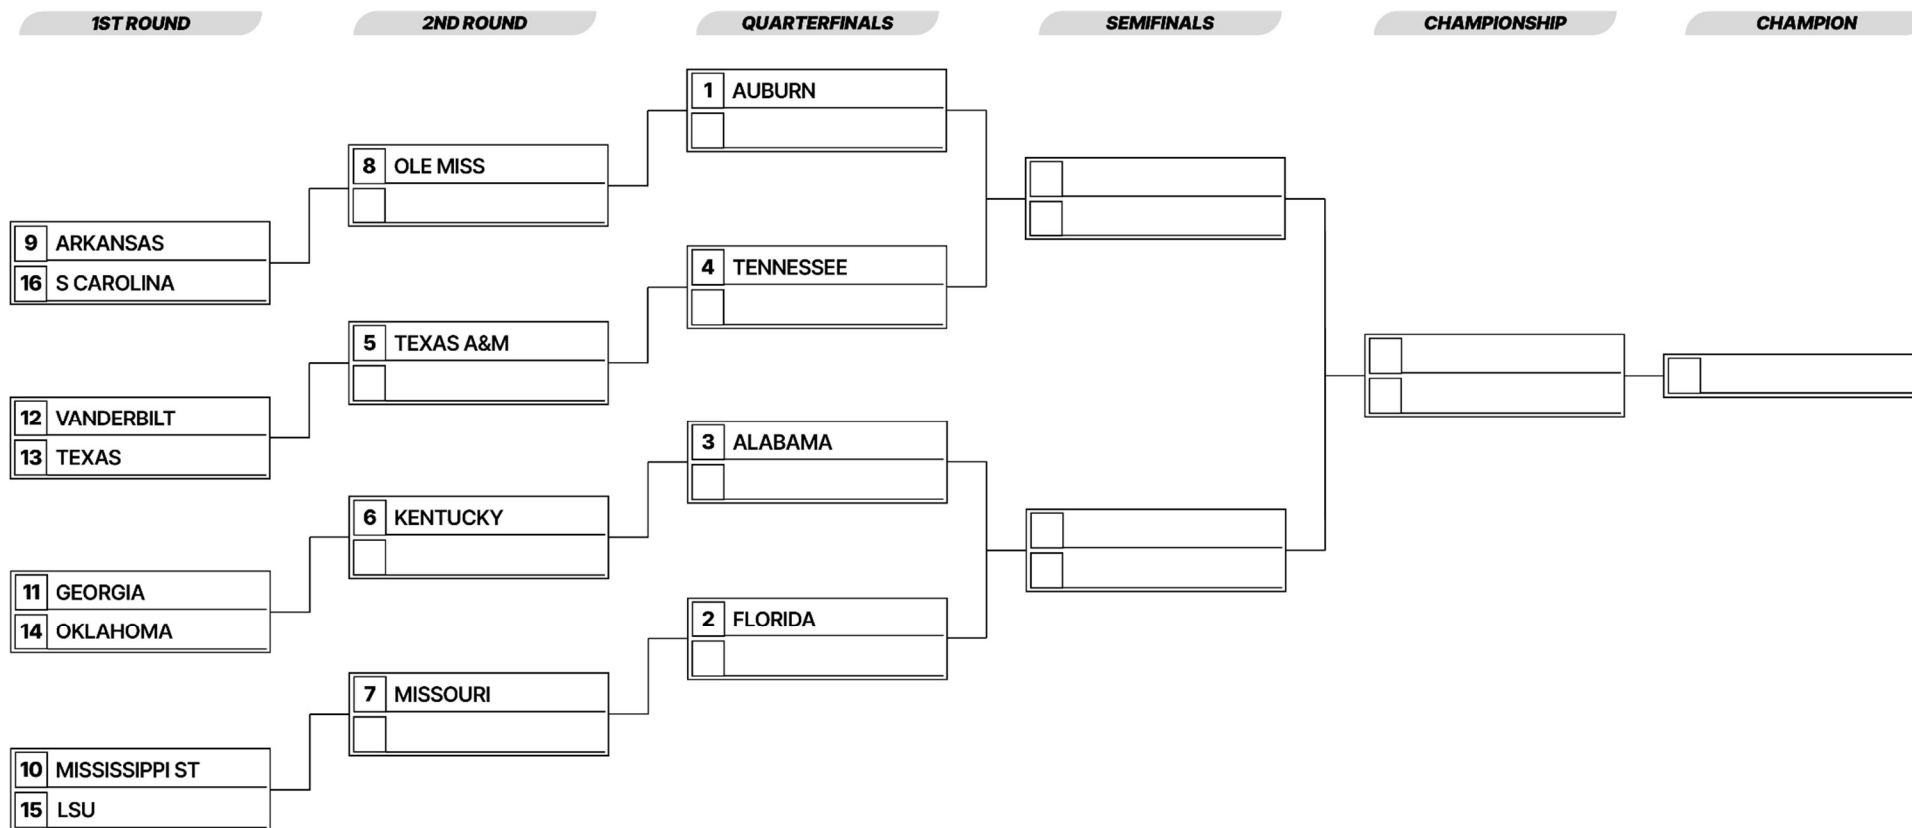 1ST ROUND
2ND ROUND
QUARTERFINALS
SEMIFINALS
CHAMPIONSHIP
CHAMPION
9 ARKANSAS
16 S CAROLINA
12 VANDERBILT
13 TEXAS
11 GEORGIA
14 OKLAHOMA
10 MISSISSIPPI ST
15 LSU
8 OLE MISS
5 TEXAS A&M
6 KENTUCKY
7 MISSOURI
1 AUBURN
4 TENNESSEE
3 ALABAMA
2 FLORIDA